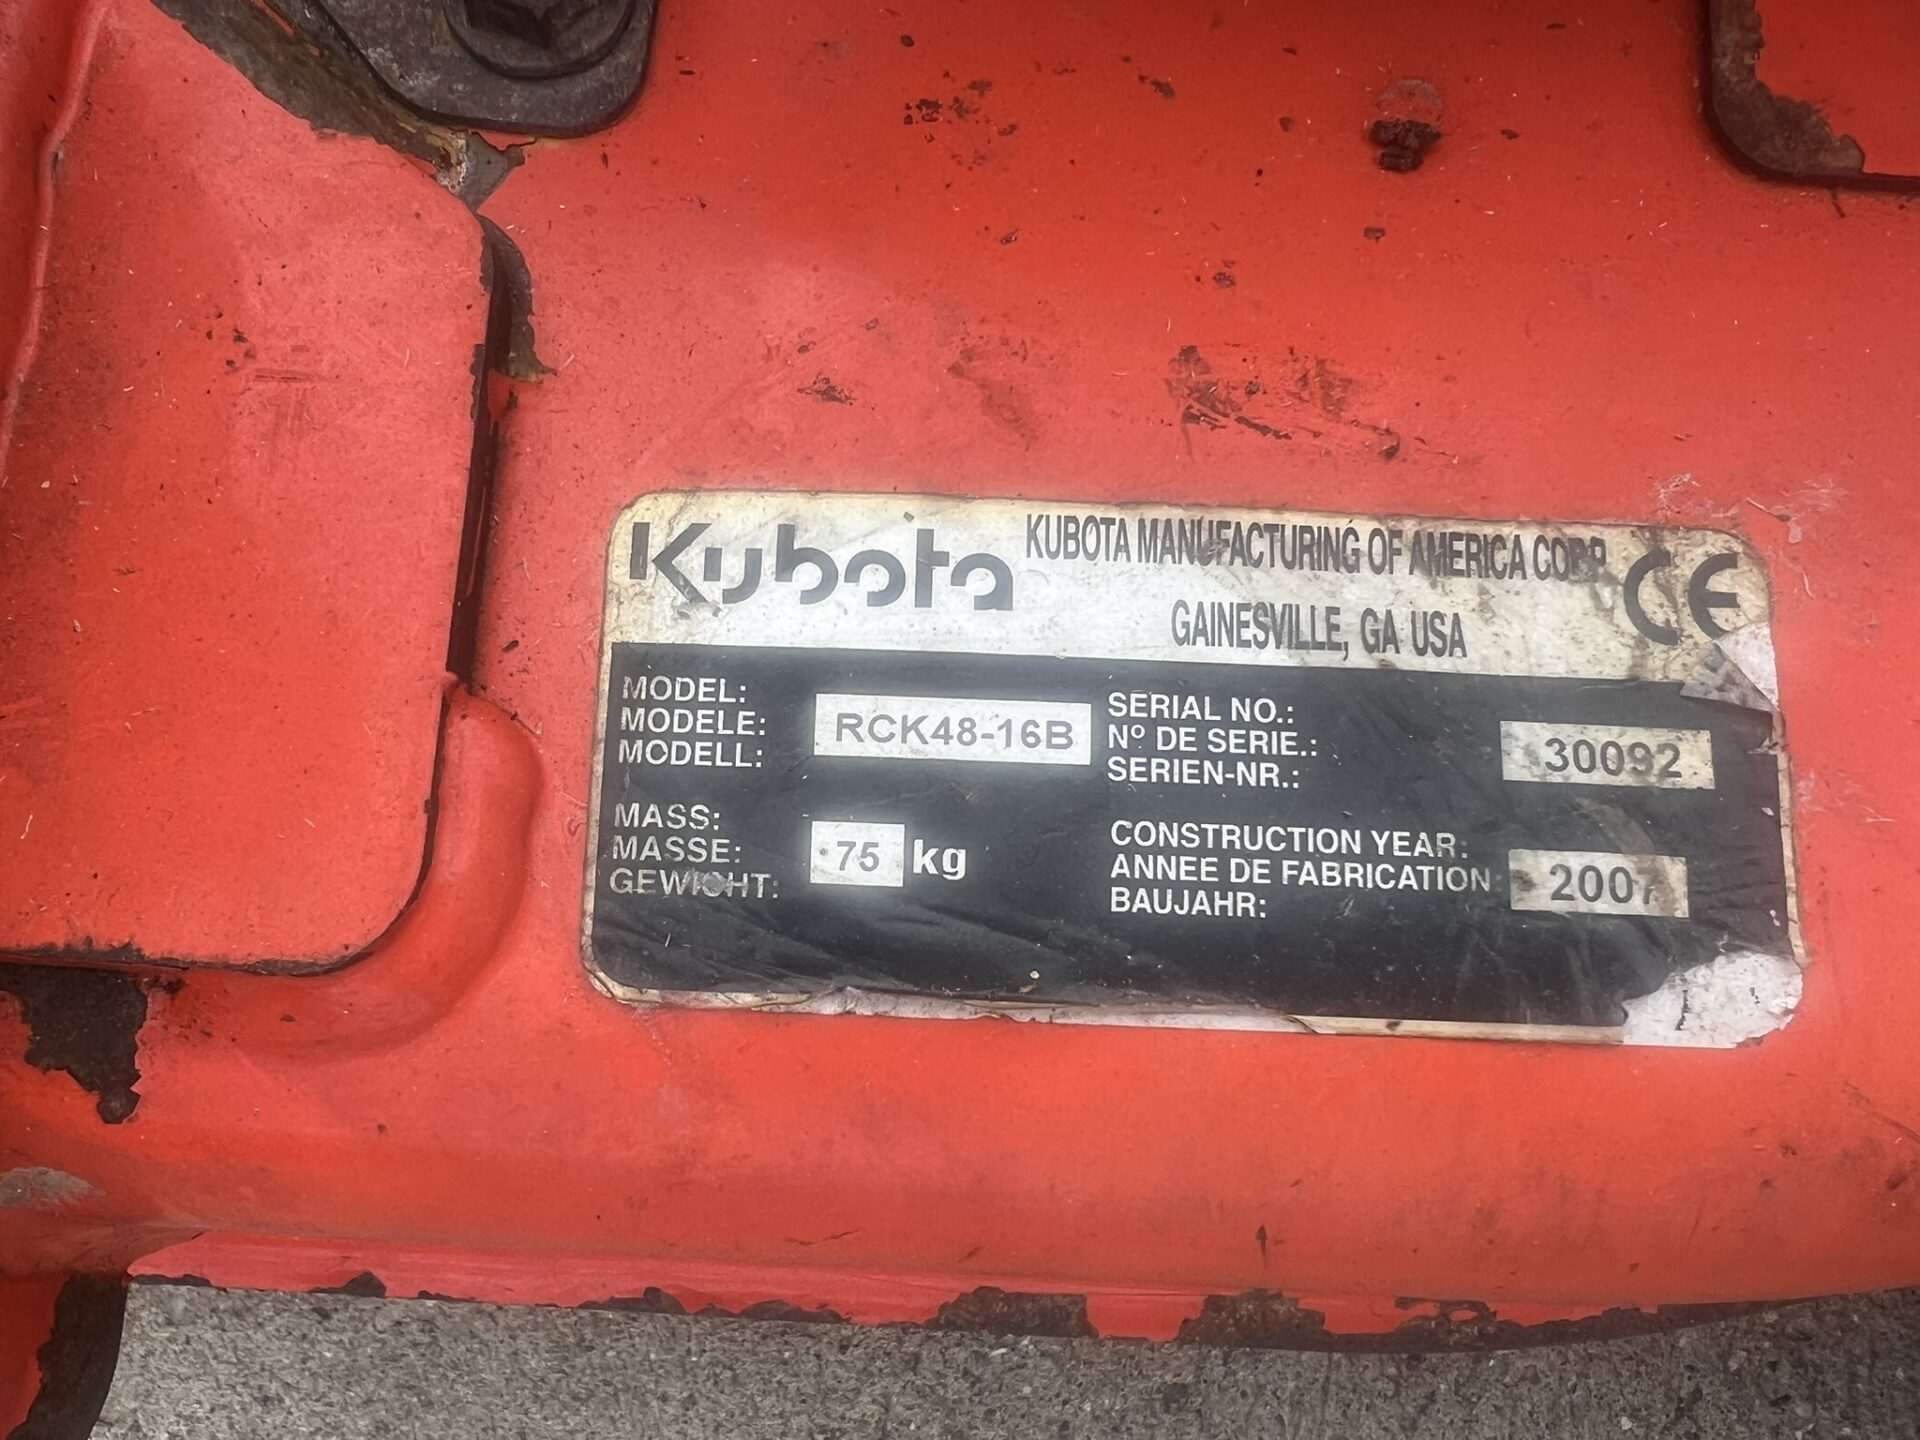 Kubota KUBOTA MANUFACTURING OF AMERICA CORP.
GAINESVILLE, GA USA
CE
MODEL:
MODELE:
MODELL:
RCK48-16B
SERIAL NO.:
Nº DE SERIE.:
SERIEN-NR.:
30092
MASS:
MASSE:
GEWICHT:
75 kg
CONSTRUCTION YEAR:
ANNEE DE FABRICATION:
BAUJAHR:
2007